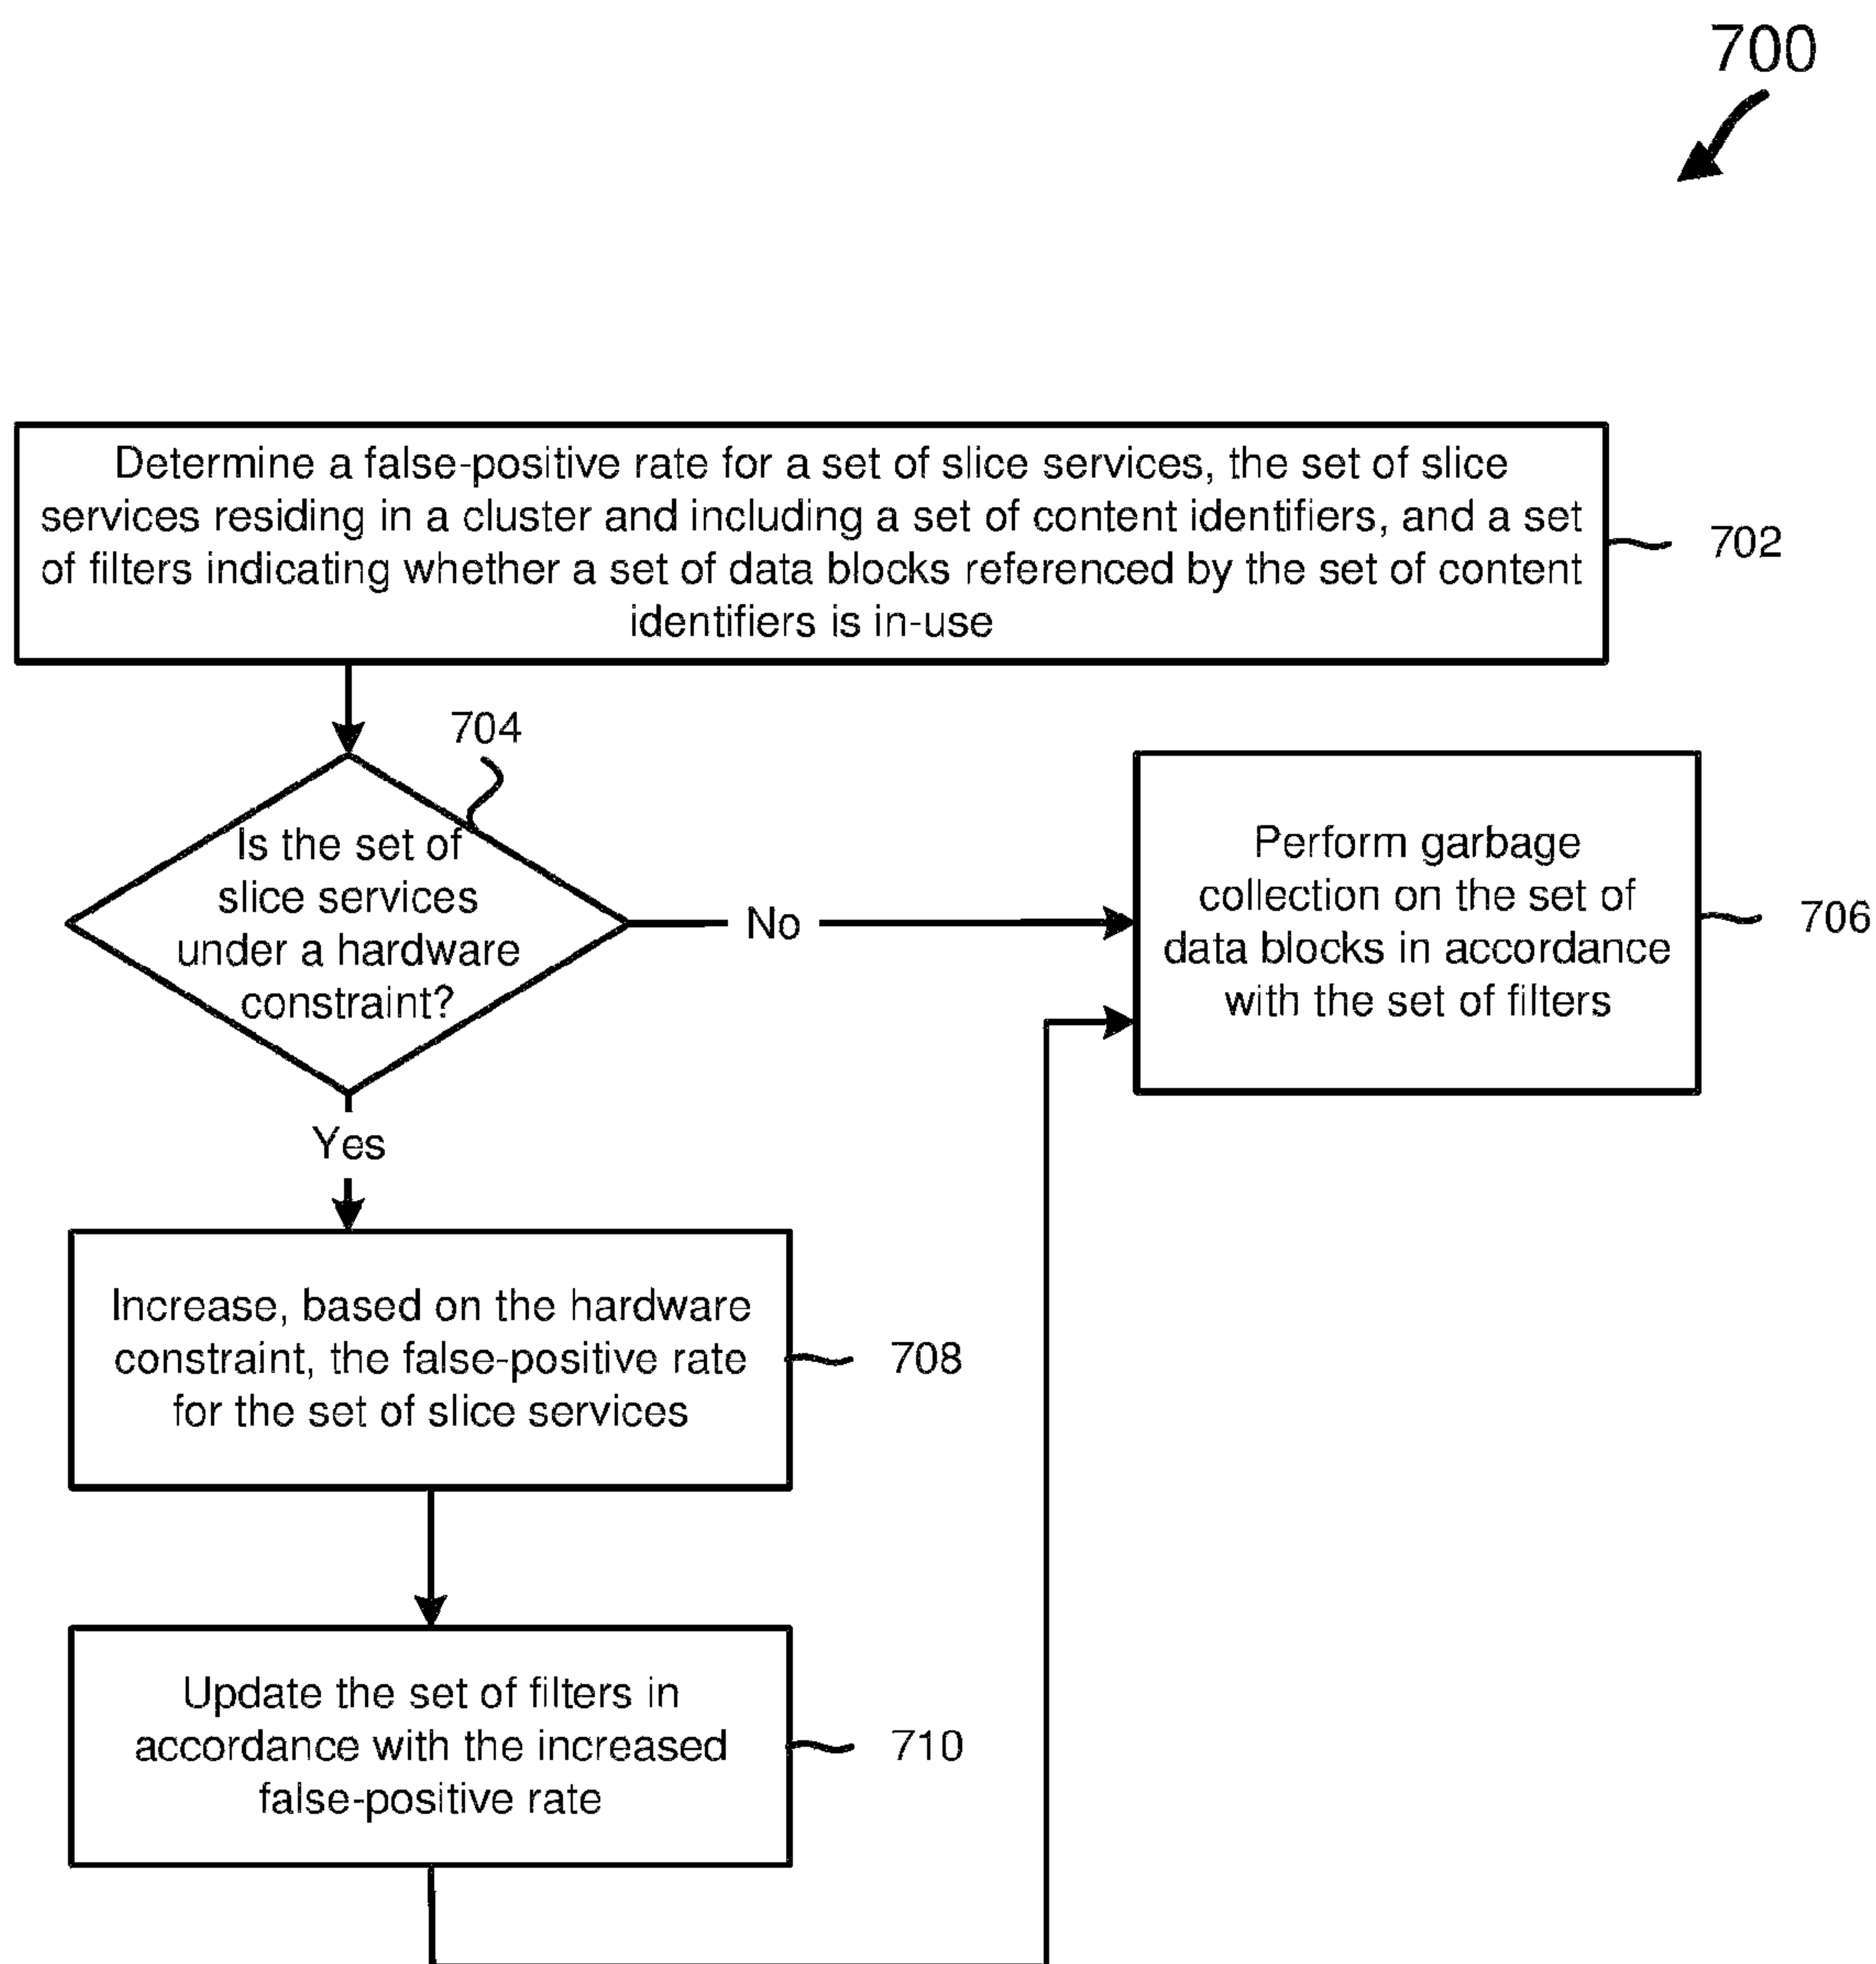 700
Determine a false-positive rate for a set of slice services, the set of slice
services residing in a cluster and including a set of content identifiers, and a set
of filters indicating whether a set of data blocks referenced by the set of content
identifiers is in-use
702
704
Is the set of
slice services
under a hardware
constraint?
No
Perform garbage
collection on the set of
data blocks in accordance
with the set of filters
706
Yes
Increase, based on the hardware
constraint, the false-positive rate
for the set of slice services
708
Update the set of filters in
accordance with the increased
false-positive rate
710